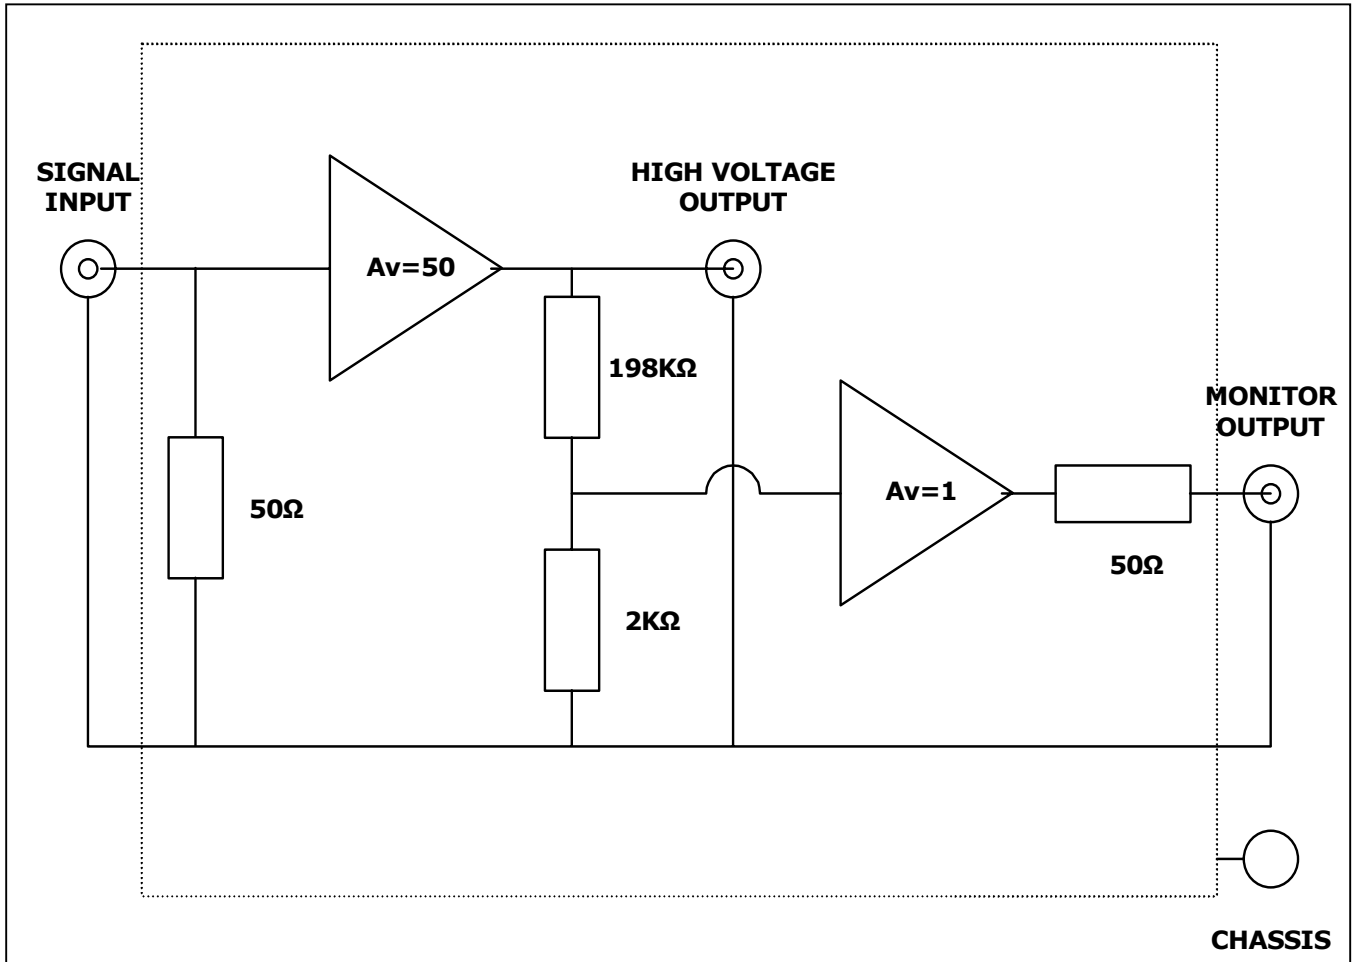 SIGNAL
INPUT
HIGH VOLTAGE
OUTPUT
Av=50
198KΩ
MONITOR
OUTPUT
Av=1
50Ω
50Ω
2KΩ
CHASSIS